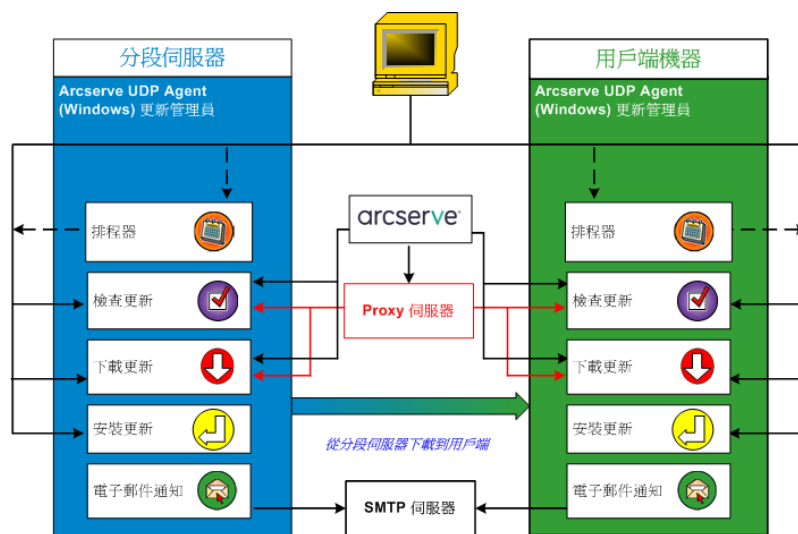 分段伺服器
Arcserve UDP Agent
(Windows) 更新管理員
排程器
檢查更新
下載更新
安裝更新
電子郵件通知
arcserve®
Proxy 伺服器
從分段伺服器下載到用戶端
SMTP 伺服器
用戶端機器
Arcserve UDP Agent
(Windows) 更新管理員
排程器
檢查更新
下載更新
安裝更新
電子郵件通知